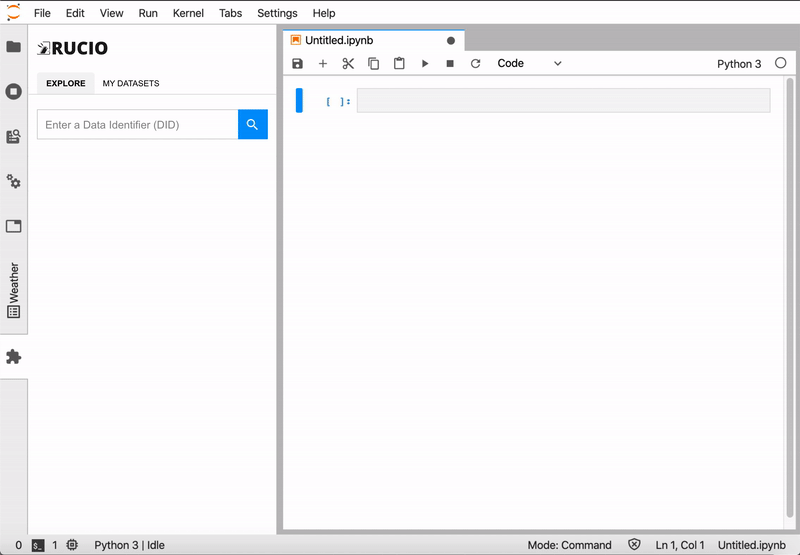 File Edit View Run Kernel Tabs Settings Help
RUCIO
EXPLORE MY DATASETS
Enter a Data Identifier (DID)
Weather
Untitled.ipynb
Code
Python 3
[ ]:
0 $_ 1 Python 3 | Idle
Mode: Command Ln 1, Col 1 Untitled.ipynb